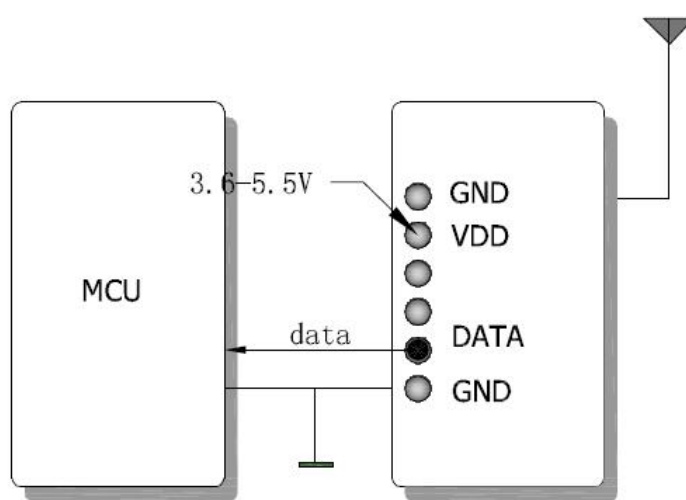 3.6-5.5V
GND
VDD
MCU
data
DATA
GND